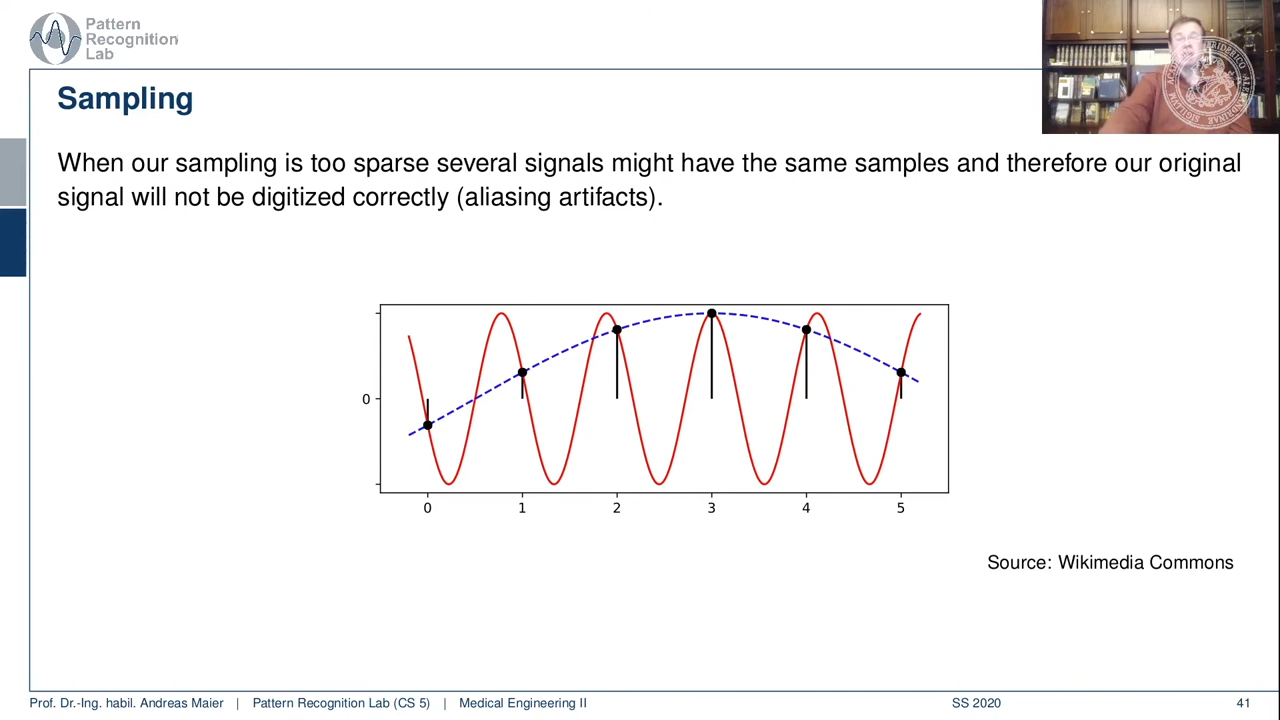 Pattern
Recognition
Lab
Sampling
When our sampling is too sparse several signals might have the same samples and therefore our original
signal will not be digitized correctly (aliasing artifacts).
0
0 1 2 3 4 5
Source: Wikimedia Commons
Prof. Dr.-Ing. habil. Andreas Maier | Pattern Recognition Lab (CS 5) | Medical Engineering II SS 2020 41